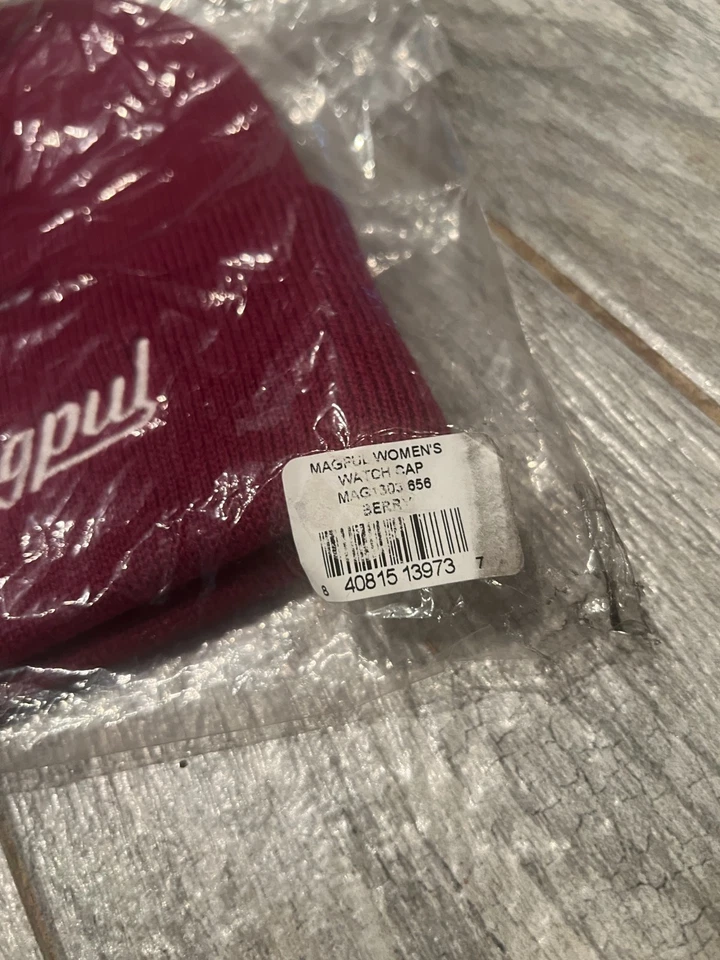 gpul
MAGPUL WOMEN'S
WATCH CAP
MAG1303 656
BERRY
8 40815 13973 7